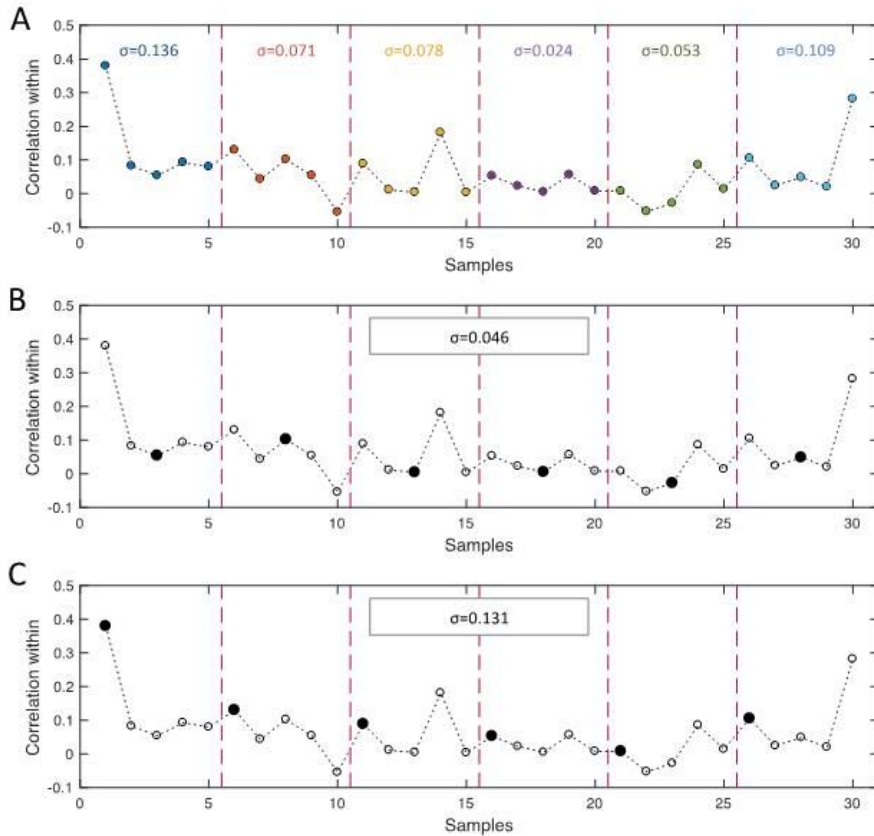 A
0.5
0.4
0.3
0.2
0.1
0
-0.1
Correlation within
σ=0.136
σ=0.071
σ=0.078
σ=0.024
σ=0.053
σ=0.109
0 5 10 15 20 25 30
Samples
B
0.5
0.4
0.3
0.2
0.1
0
-0.1
Correlation within
σ=0.046
0 5 10 15 20 25 30
Samples
C
0.5
0.4
0.3
0.2
0.1
0
-0.1
Correlation within
σ=0.131
0 5 10 15 20 25 30
Samples